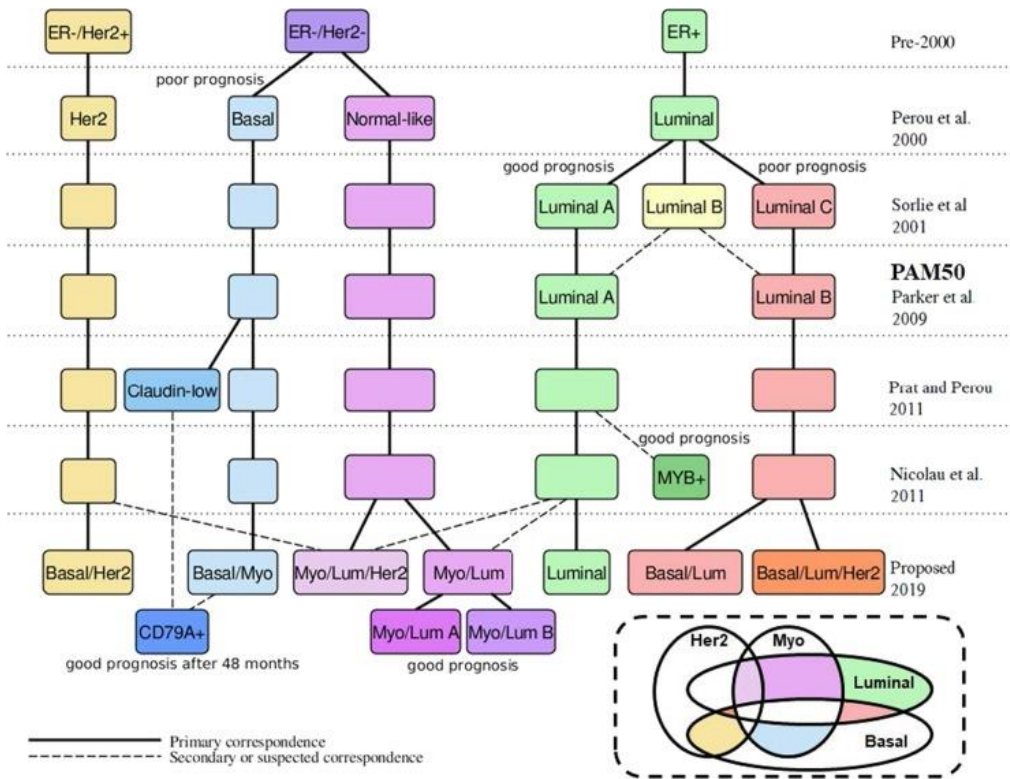 ER-/Her2+
ER-/Her2-
ER+
Pre-2000
poor prognosis
Her2
Basal
Normal-like
Luminal
Perou et al.
2000
good prognosis
poor prognosis
Luminal A
Luminal B
Luminal C
Sorlie et al
2001
Luminal A
Luminal B
PAM50
Parker et al.
2009
Claudin-low
Prat and Perou
2011
good prognosis
MYB+
Nicolau et al.
2011
Basal/Her2
Basal/Myo
Myo/Lum/Her2
Myo/Lum
Luminal
Basal/Lum
Basal/Lum/Her2
Proposed
2019
CD79A+
Myo/Lum A
Myo/Lum B
good prognosis after 48 months
good prognosis
Her2
Myo
Luminal
Basal
Primary correspondence
Secondary or suspected correspondence